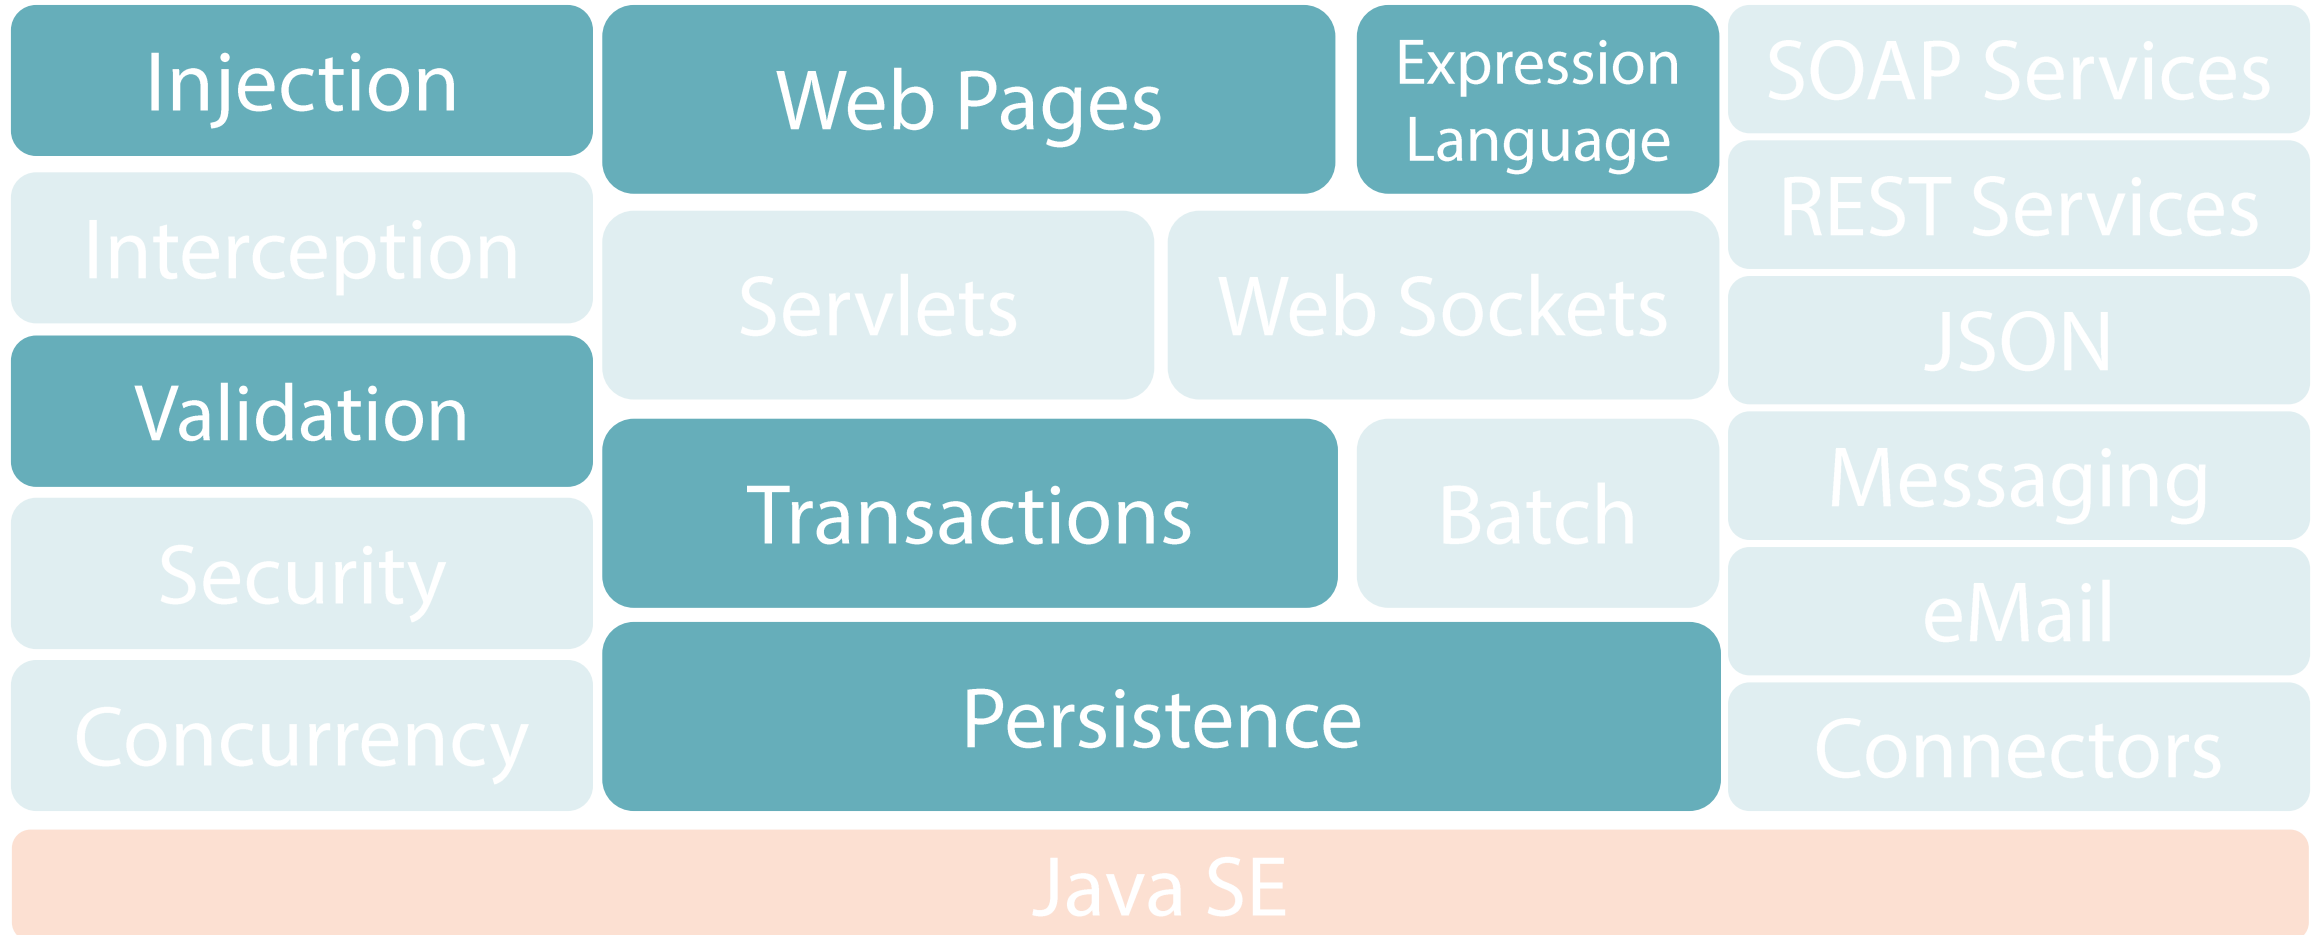 Injection
Interception
Validation
Security
Concurrency
Web Pages
Expression
Language
Servlets
Web Sockets
Transactions
Batch
Persistence
SOAP Services
REST Services
JSON
Messaging
eMail
Connectors
Java SE